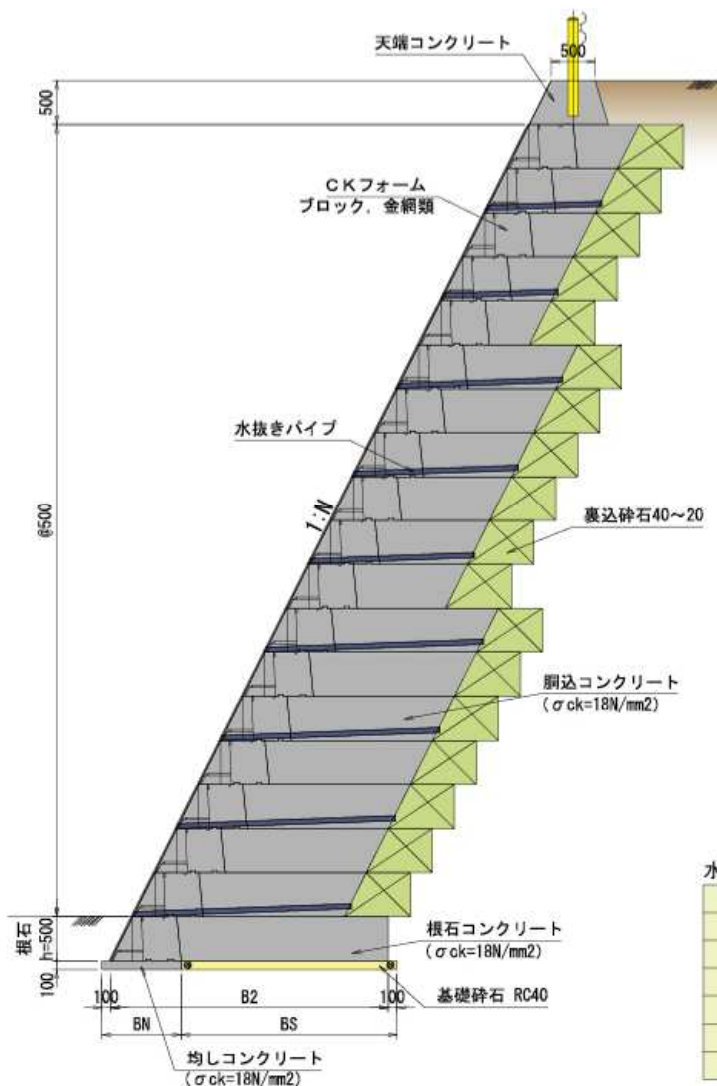 天端コンクリート
500
500
CKフォーム
ブロック, 金網類
水抜きパイプ
@500
1:N
裏込砕石40〜20
胴込コンクリート
(σck=18N/mm2)
水
根石
h=500
根石コンクリート
(σck=18N/mm2)
100
100
B2
100
基礎砕石 RC40
BN
BS
均しコンクリート
(σck=18N/mm2)